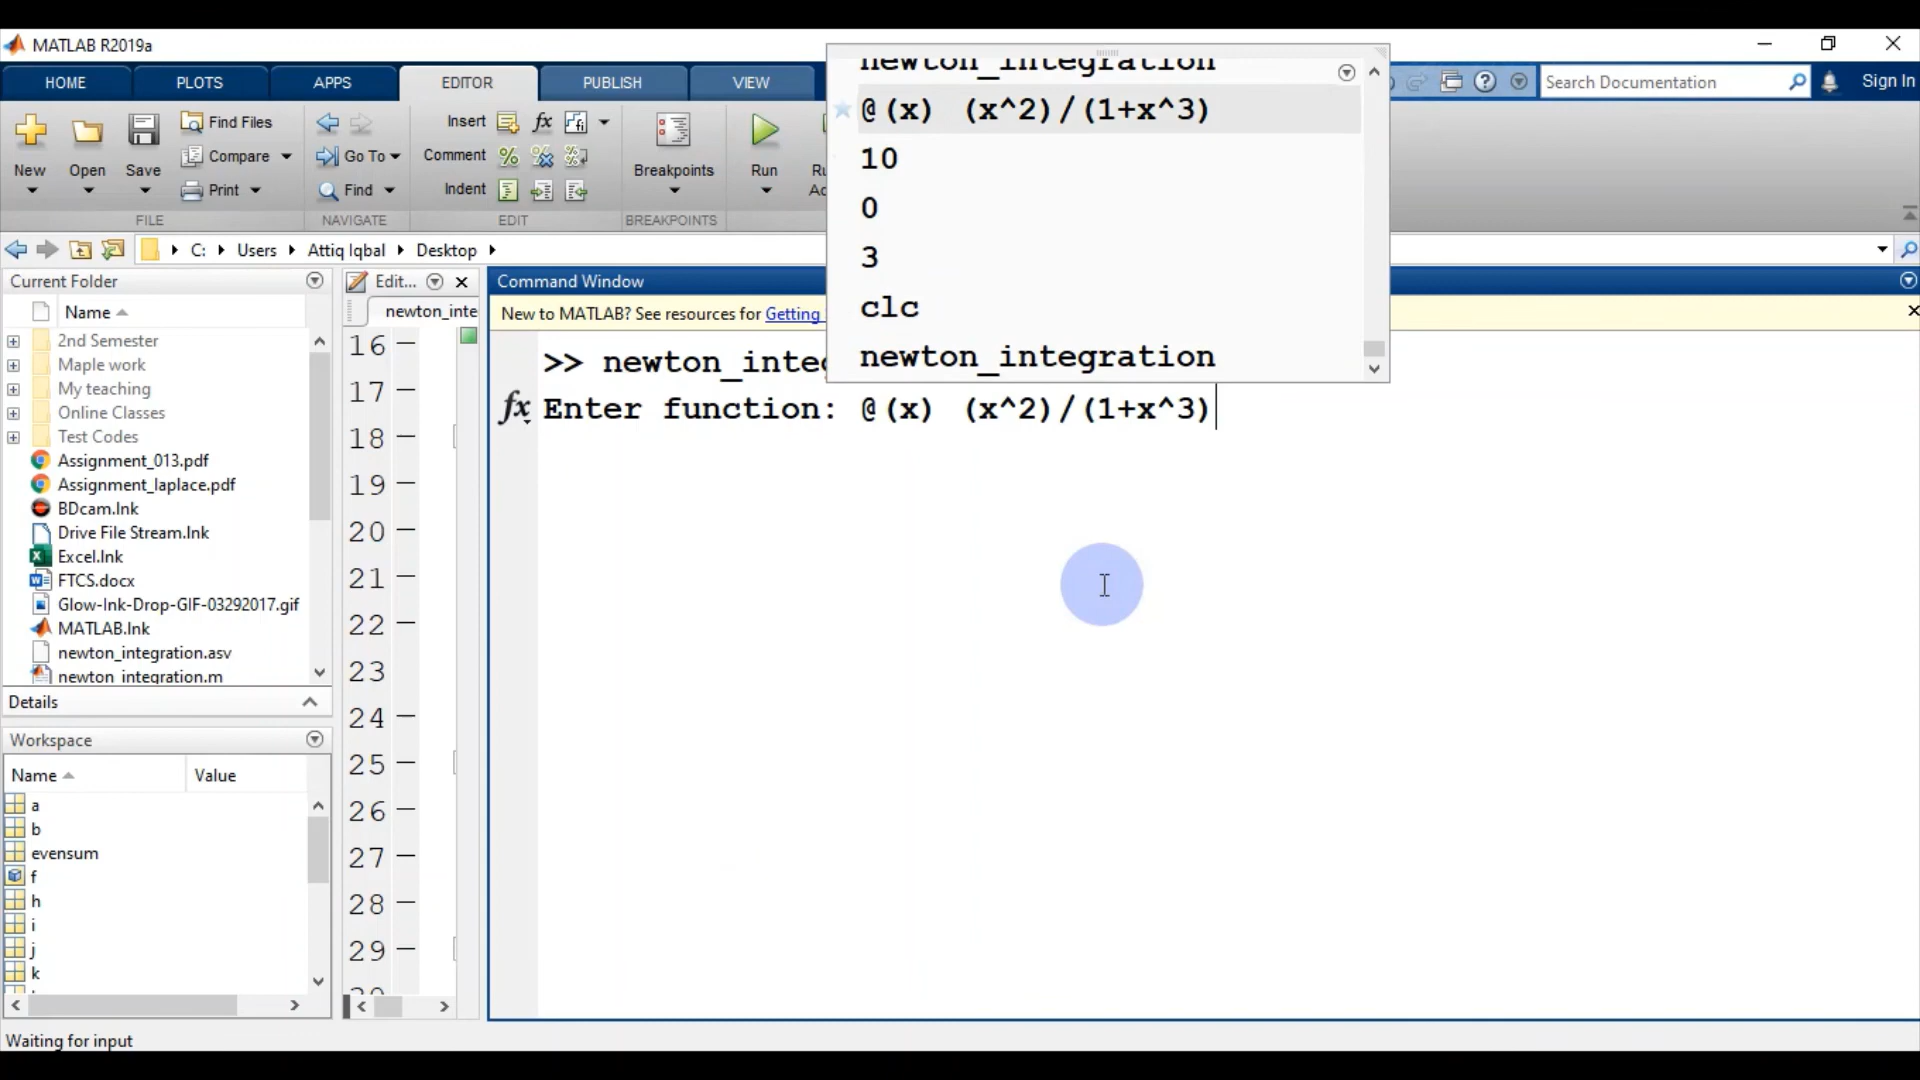 MATLAB R2019a
HOME PLOTS APPS EDITOR PUBLISH VIEW
Search Documentation
Sign In
New Open Save
Find Files
Compare
Print
FILE
Go To
Find
NAVIGATE
Insert fx
Comment
Indent
EDIT
Breakpoints
BREAKPOINTS
Run
newton_integration
@(x) (x^2)/(1+x^3)
10
0
3
clc
newton_integration
C: Users Attiq Iqbal Desktop
Current Folder
Name
2nd Semester
Maple work
My teaching
Online Classes
Test Codes
Assignment_013.pdf
Assignment_laplace.pdf
BDcam.lnk
Drive File Stream.lnk
Excel.lnk
FTCS.docx
Glow-Ink-Drop-GIF-03292017.gif
MATLAB.lnk
newton_integration.asv
newton_integration.m
Details
Workspace
Name Value
a
b
evensum
f
h
i
j
k
Edit...
newton_inte
16
17
18
19
20
21
22
23
24
25
26
27
28
29
Command Window
New to MATLAB? See resources for Getting
>> newton_inte
fx Enter function: @(x) (x^2)/(1+x^3)
Waiting for input